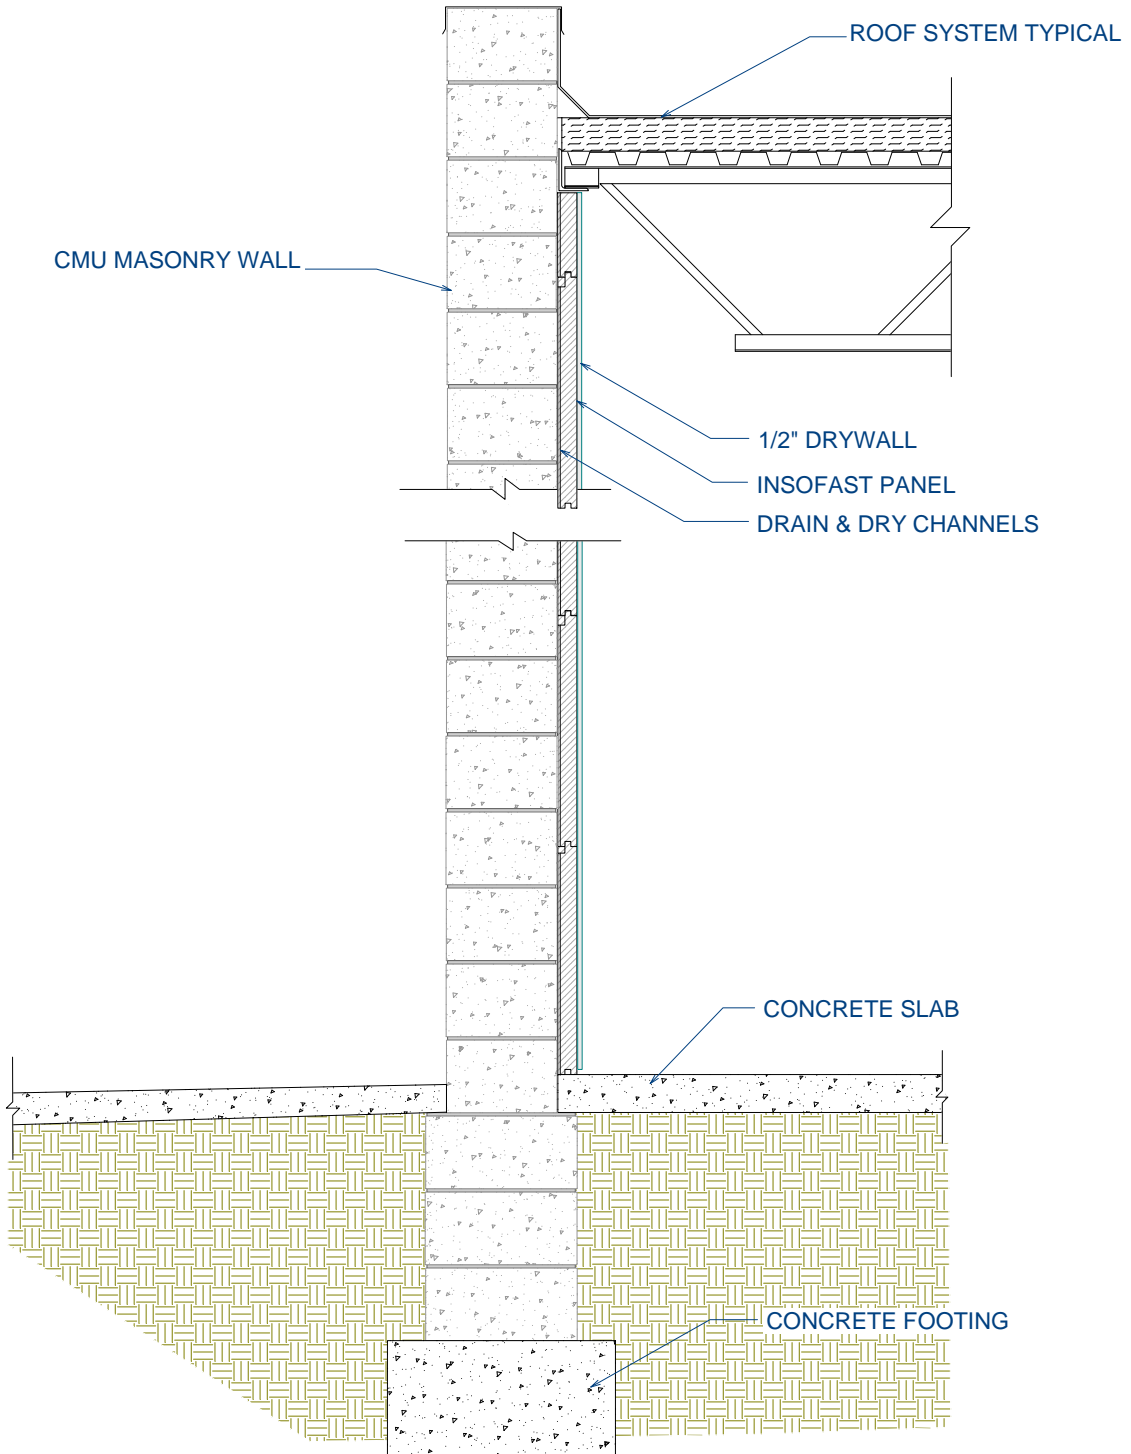 ROOF SYSTEM TYPICAL
CMU MASONRY WALL
1/2" DRYWALL
INSOFAST PANEL
DRAIN & DRY CHANNELS
CONCRETE SLAB
CONCRETE FOOTING